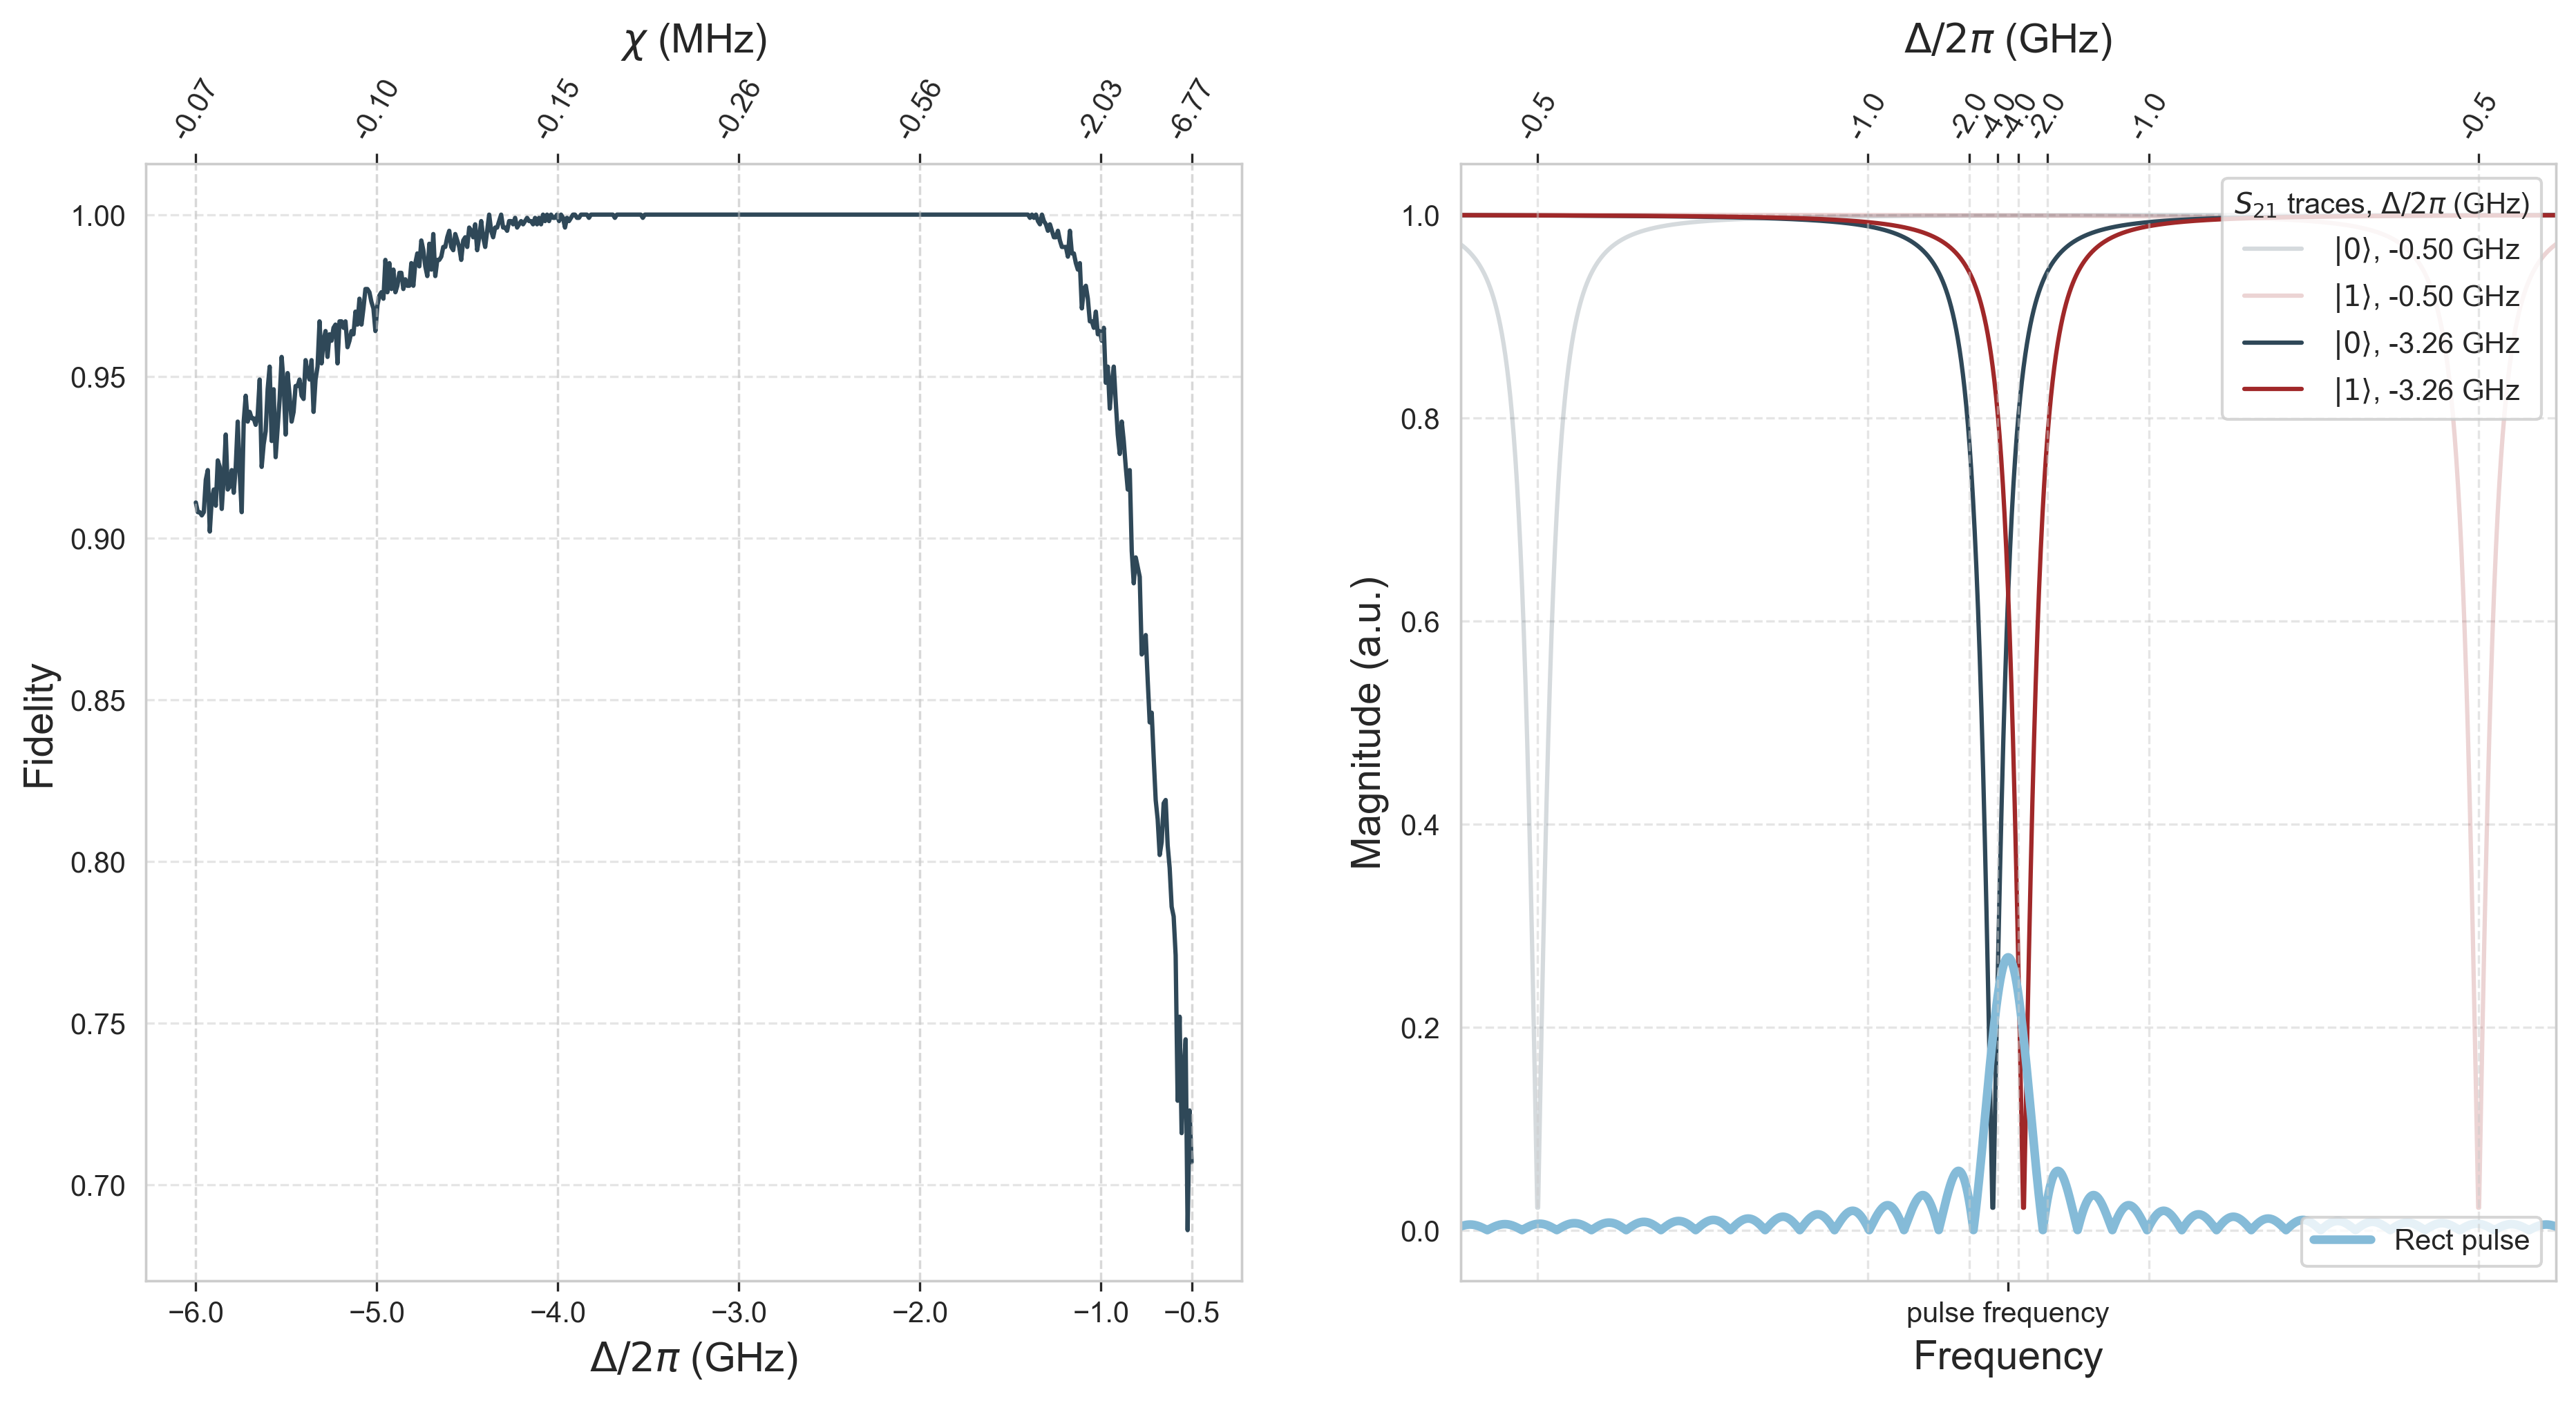 χ (MHz)
-0.07 -0.10 -0.15 -0.26 -0.56 -2.03 -6.77
1.00
0.95
0.90
0.85
0.80
0.75
0.70
Fidelity
−6.0 −5.0 −4.0 −3.0 −2.0 −1.0 −0.5
Δ/2π (GHz)
Δ/2π (GHz)
-0.5 -1.0 -2.0 -4.0 -4.0 -2.0 -1.0 -0.5
1.0
0.8
0.6
0.4
0.2
0.0
Magnitude (a.u.)
S₂₁ traces, Δ/2π (GHz)
|0⟩, -0.50 GHz
|1⟩, -0.50 GHz
|0⟩, -3.26 GHz
|1⟩, -3.26 GHz
Rect pulse
pulse frequency
Frequency